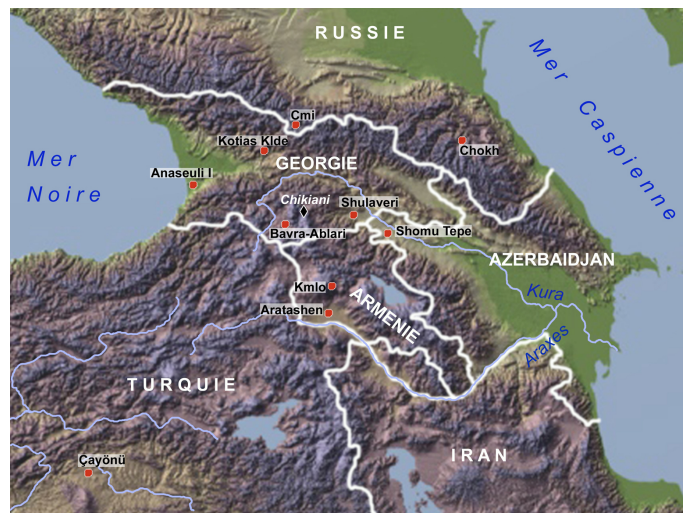 RUSSIE
Mer Caspienne
Cmi
Kotias Klde
Chokh
Mer
Noire
GEORGIE
Anaseuli I
Chikiani
Shulaveri
Bavra-Ablari
Shomu Tepe
AZERBAIDJAN
Kmlo
ARMENIE
Kura
Aratashen
Araxes
TURQUIE
IRAN
Çayönü